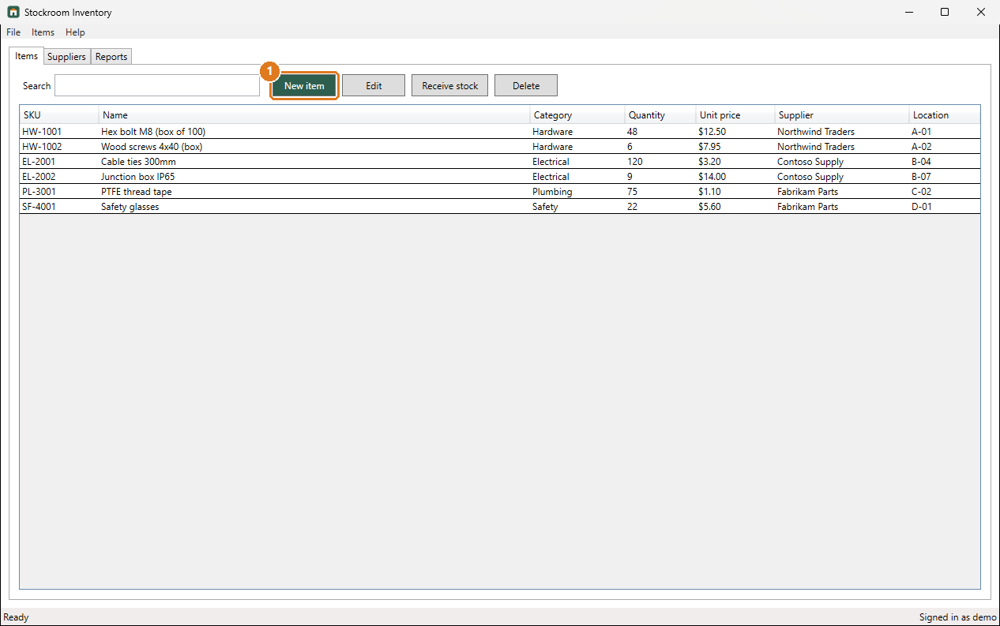 Stockroom Inventory
File Items Help
Items Suppliers Reports
Search 1 New item Edit Receive stock Delete
SKU Name Category Quantity Unit price Supplier Location
HW-1001 Hex bolt M8 (box of 100) Hardware 48 $12.50 Northwind Traders A-01
HW-1002 Wood screws 4x40 (box) Hardware 6 $7.95 Northwind Traders A-02
EL-2001 Cable ties 300mm Electrical 120 $3.20 Contoso Supply B-04
EL-2002 Junction box IP65 Electrical 9 $14.00 Contoso Supply B-07
PL-3001 PTFE thread tape Plumbing 75 $1.10 Fabrikam Parts C-02
SF-4001 Safety glasses Safety 22 $5.60 Fabrikam Parts D-01
Ready Signed in as demo